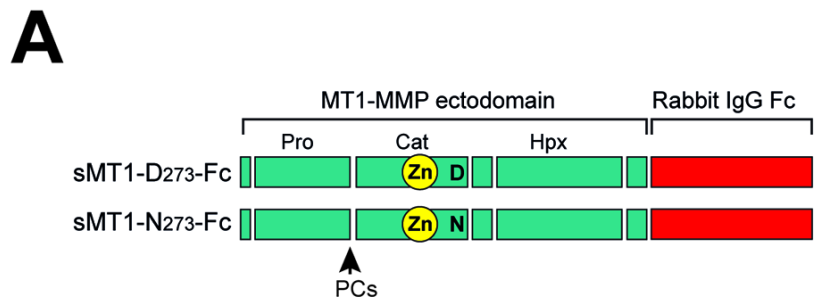 A
MT1-MMP ectodomain Rabbit IgG Fc
Pro Cat Hpx
sMT1-D273-Fc Zn D
sMT1-N273-Fc Zn N
PCs